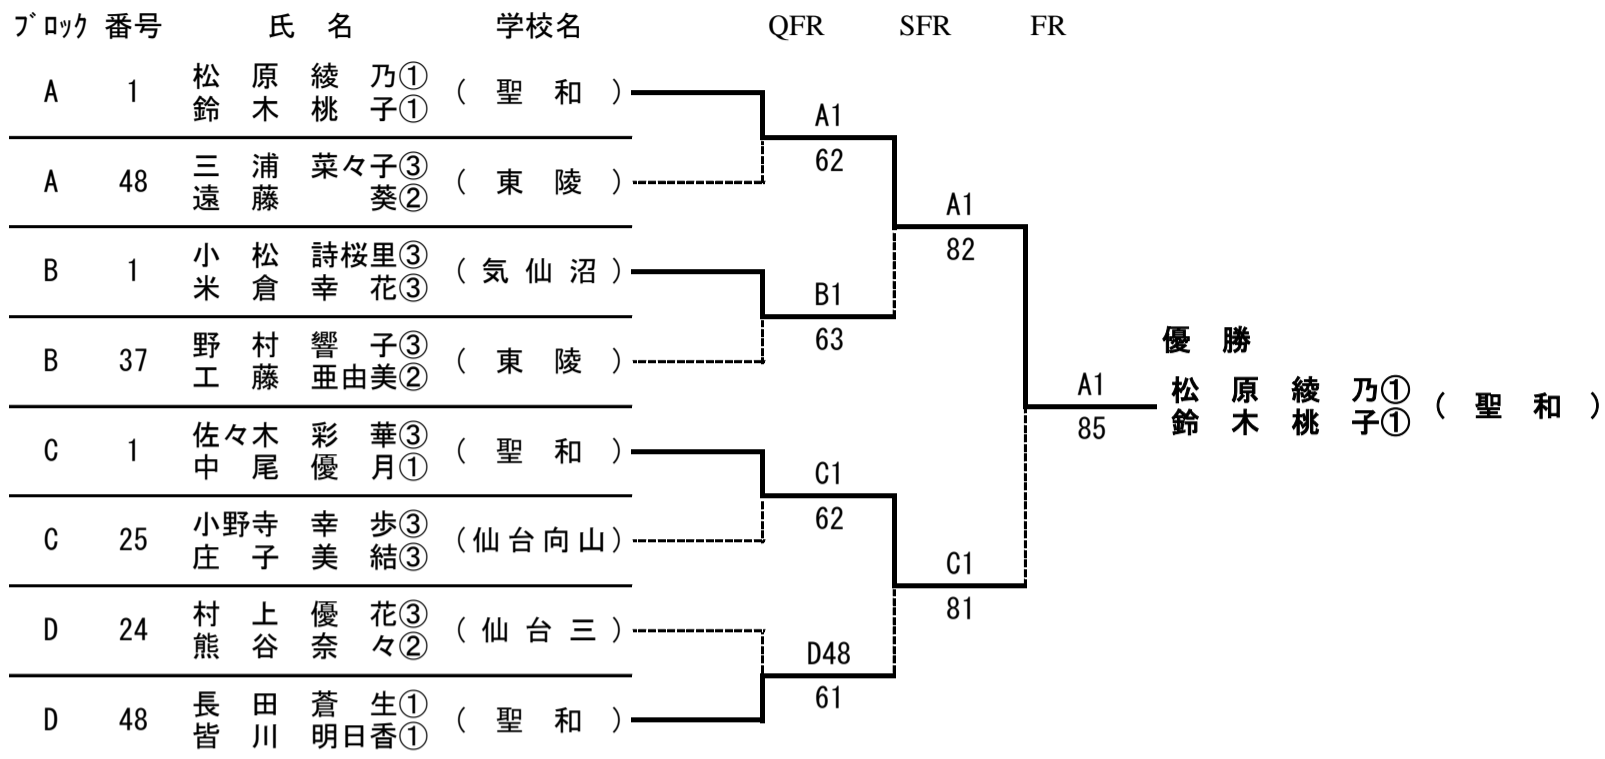 ﾌﾞﾛｯｸ 番号 氏 名 学校名 QFR SFR FR
A 1 松 原 綾 乃① ( 聖 和 )
鈴 木 桃 子①
A1
62
A 48 三 浦 菜々子③ ( 東 陵 )
遠 藤 葵②
A1
82
B 1 小 松 詩桜里③ ( 気 仙 沼 )
米 倉 幸 花③
B1
63
B 37 野 村 響 子③ ( 東 陵 )
工 藤 亜由美②
優 勝
A1 松 原 綾 乃① ( 聖 和 )
85 鈴 木 桃 子①
C 1 佐々木 彩 華③ ( 聖 和 )
中 尾 優 月①
C1
62
C 25 小野寺 幸 歩③ (仙台向山)
庄 子 美 結③
C1
81
D 24 村 上 優 花③ ( 仙 台 三 )
熊 谷 奈 々②
D48
61
D 48 長 田 蒼 生① ( 聖 和 )
皆 川 明日香①